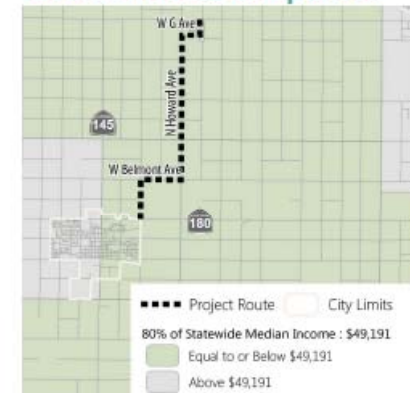 W G Ave
N Howard Ave
145
W Belmont Ave
180
Project Route
City Limits
80% of Statewide Median Income : $49,191
Equal to or Below $49,191
Above $49,191